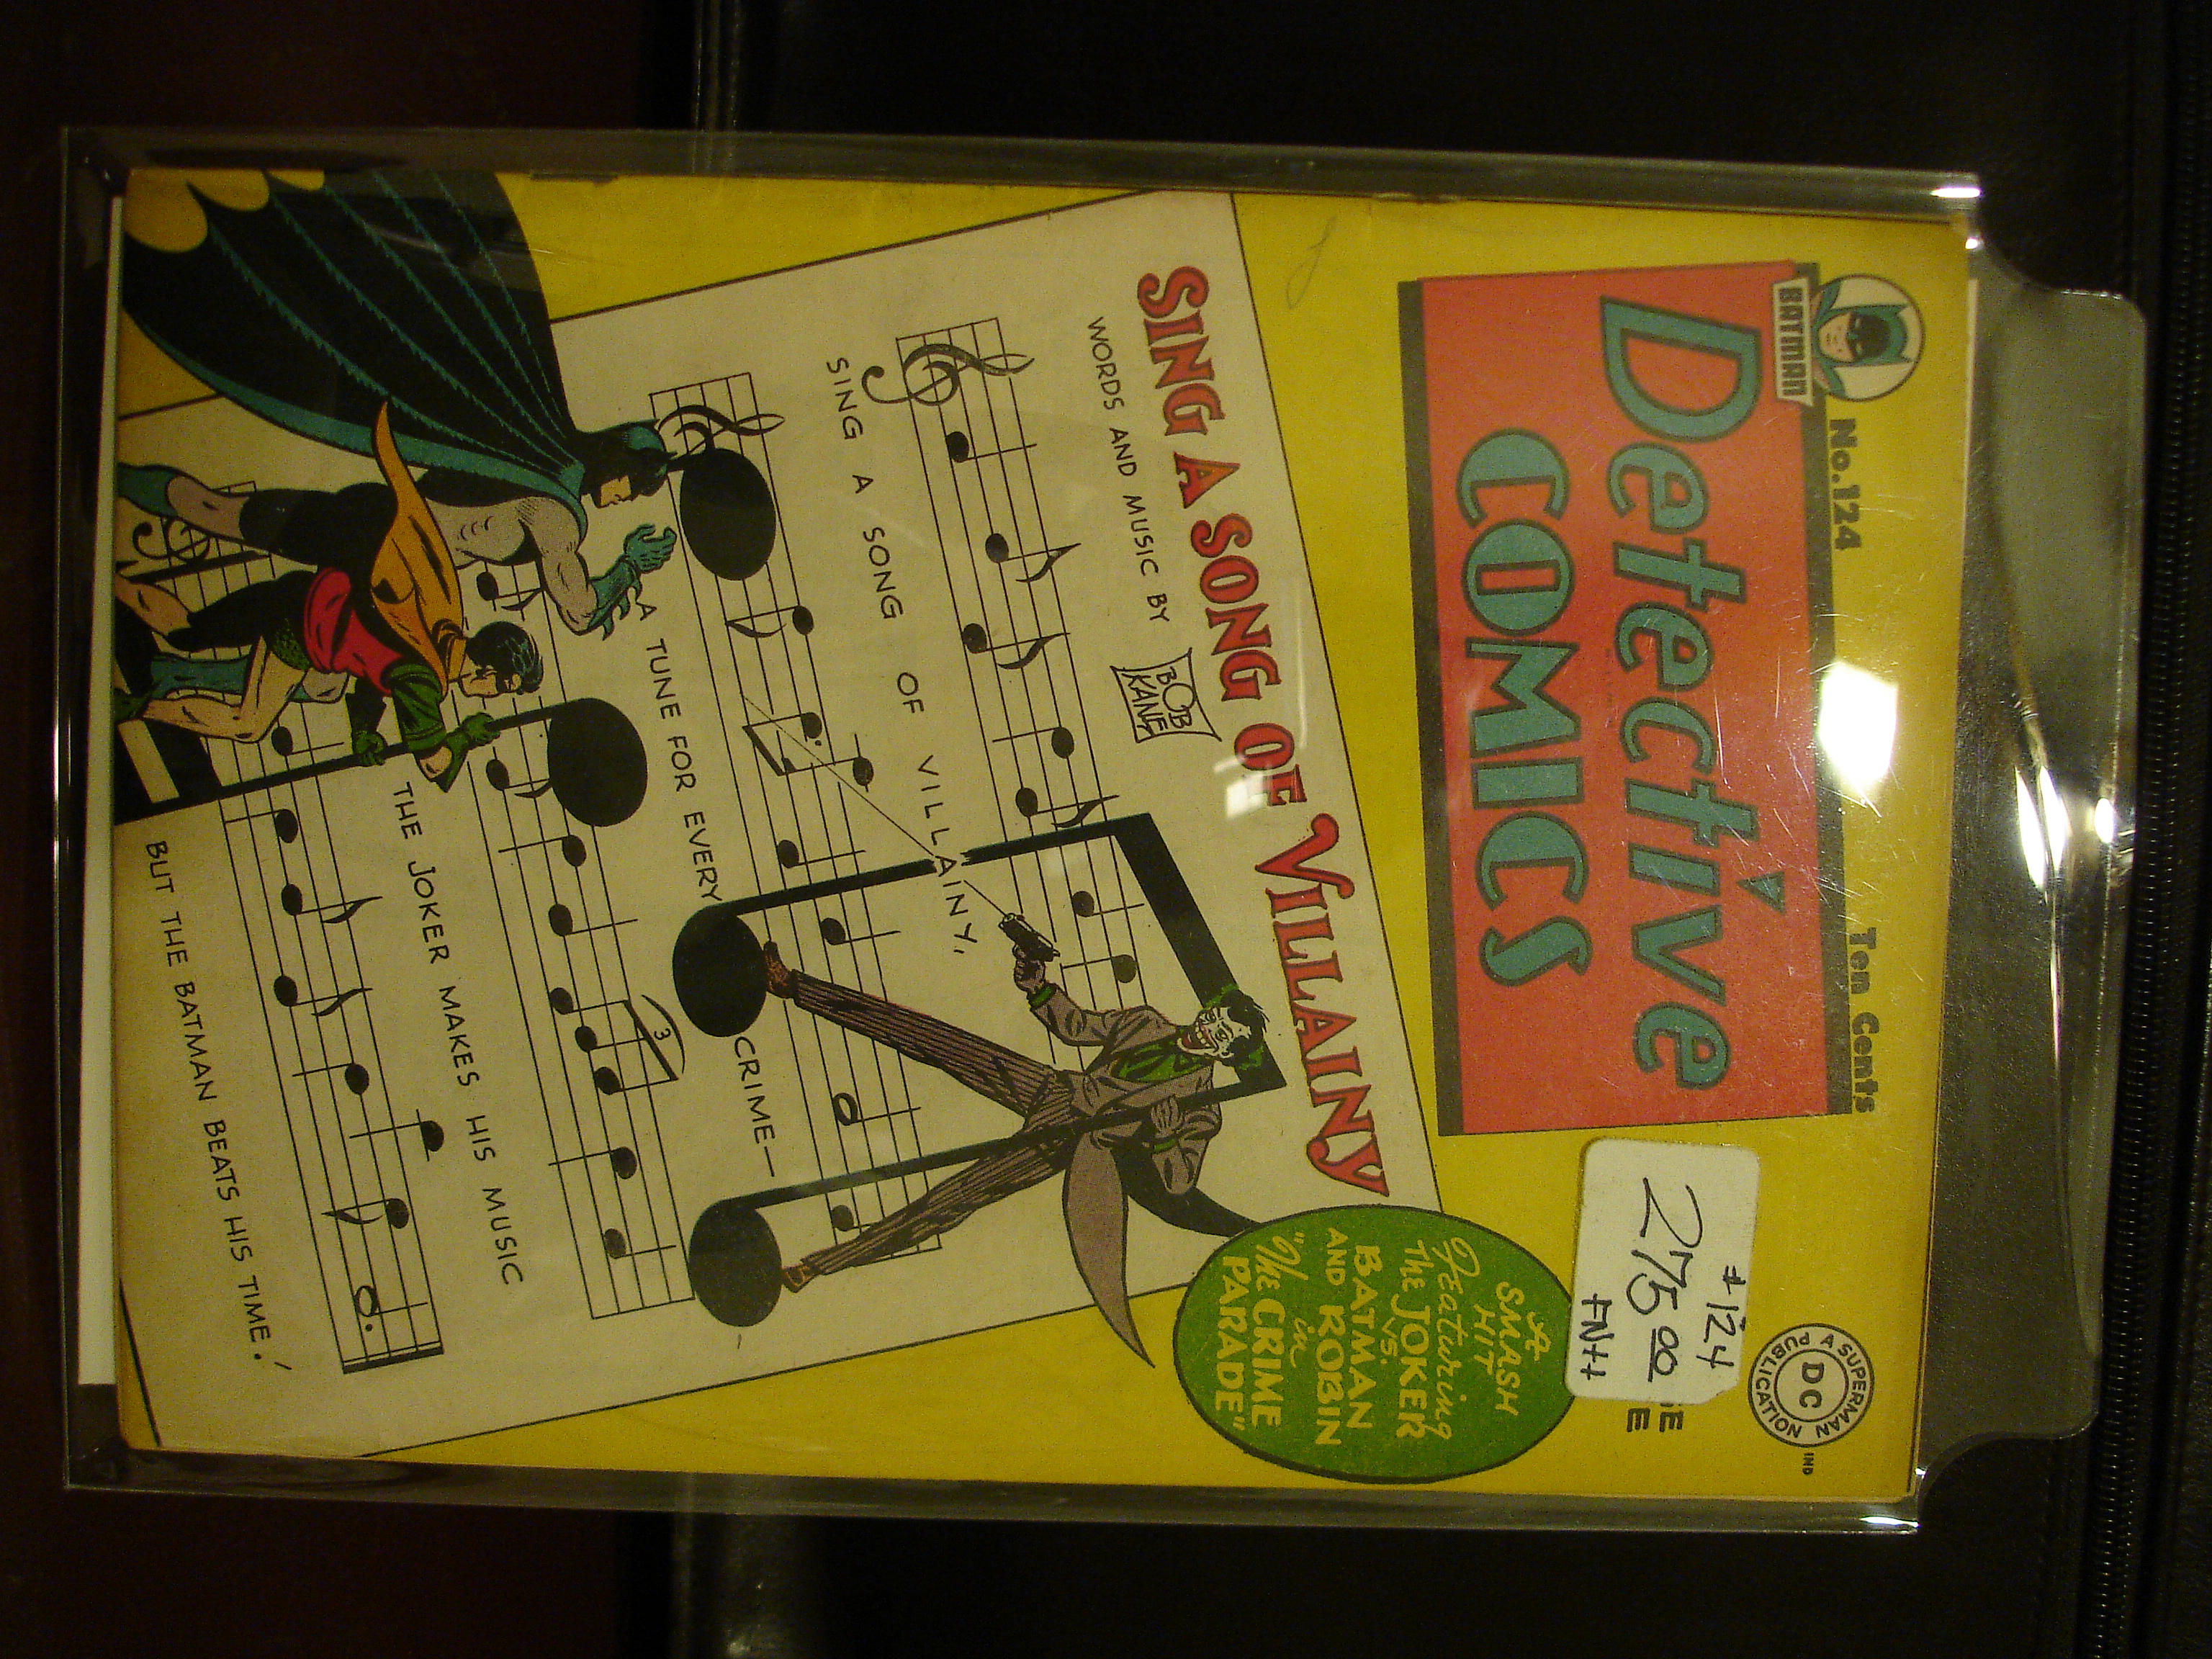 BATMAN
No.124
Ten Cents
Detective
COMICS
#124
275 00
FN++
GE
E
A SUPERMAN
DC
PUBLICATION
IND
A
SMASH
HIT
Featuring
THE JOKER
VS.
BATMAN
AND ROBIN
in
"The CRIME
PARADE"
SING A SONG OF VILLAINY
WORDS AND MUSIC BY
BOB
KANE
SING A SONG OF VILLAINY,
A TUNE FOR EVERY CRIME—
3
THE JOKER MAKES HIS MUSIC
BUT THE BATMAN BEATS HIS TIME!